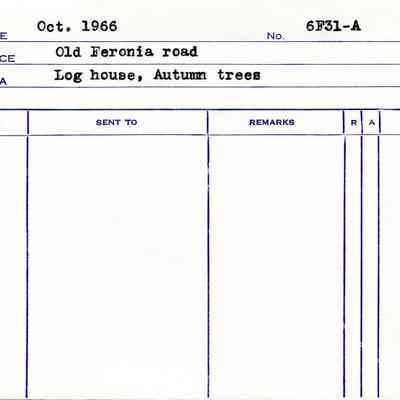 E Oct. 1966 No. 6F31-A
CE Old Feronia road
A Log house, Autumn trees
SENT TO REMARKS R A